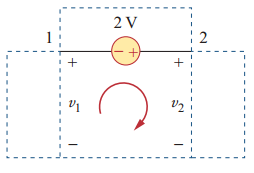 2 V
1 2
− +
+ +
v₁ v₂
− −